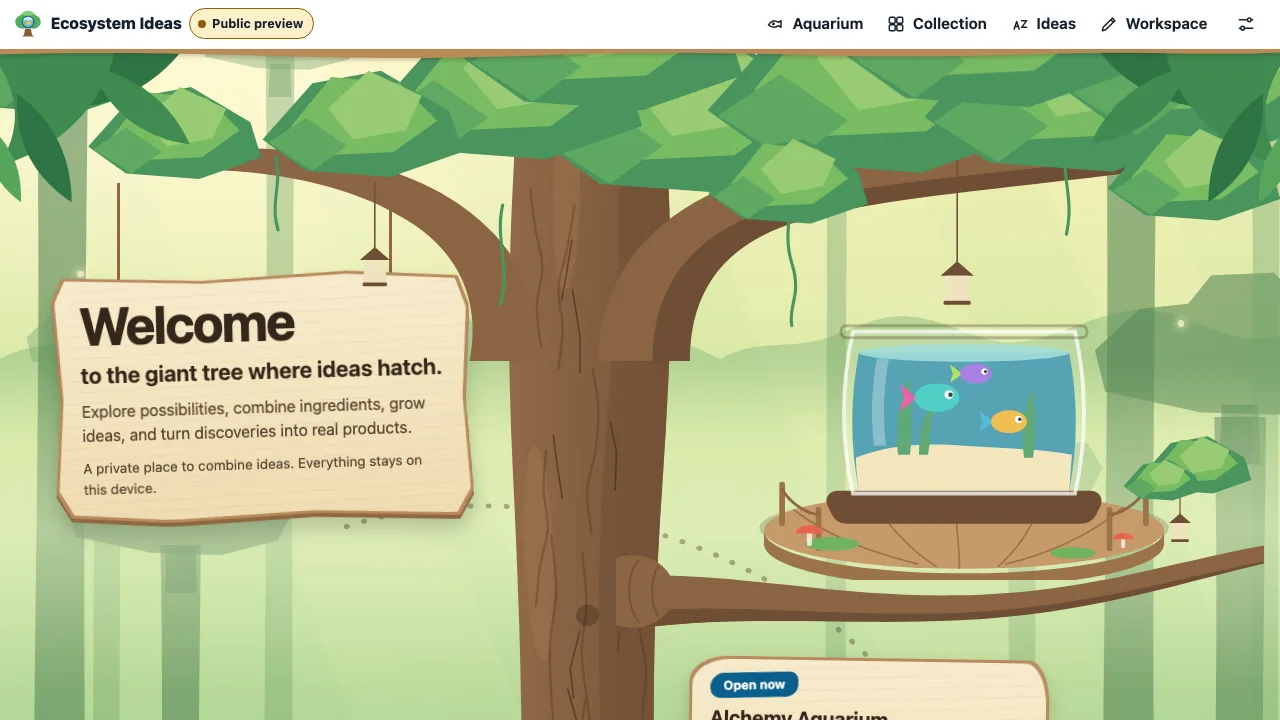 Ecosystem Ideas
Public preview
Aquarium
Collection
AZ Ideas
Workspace
Welcome
to the giant tree where ideas hatch.
Explore possibilities, combine ingredients, grow
ideas, and turn discoveries into real products.
A private place to combine ideas. Everything stays on
this device.
Open now
Alchemy Aquarium